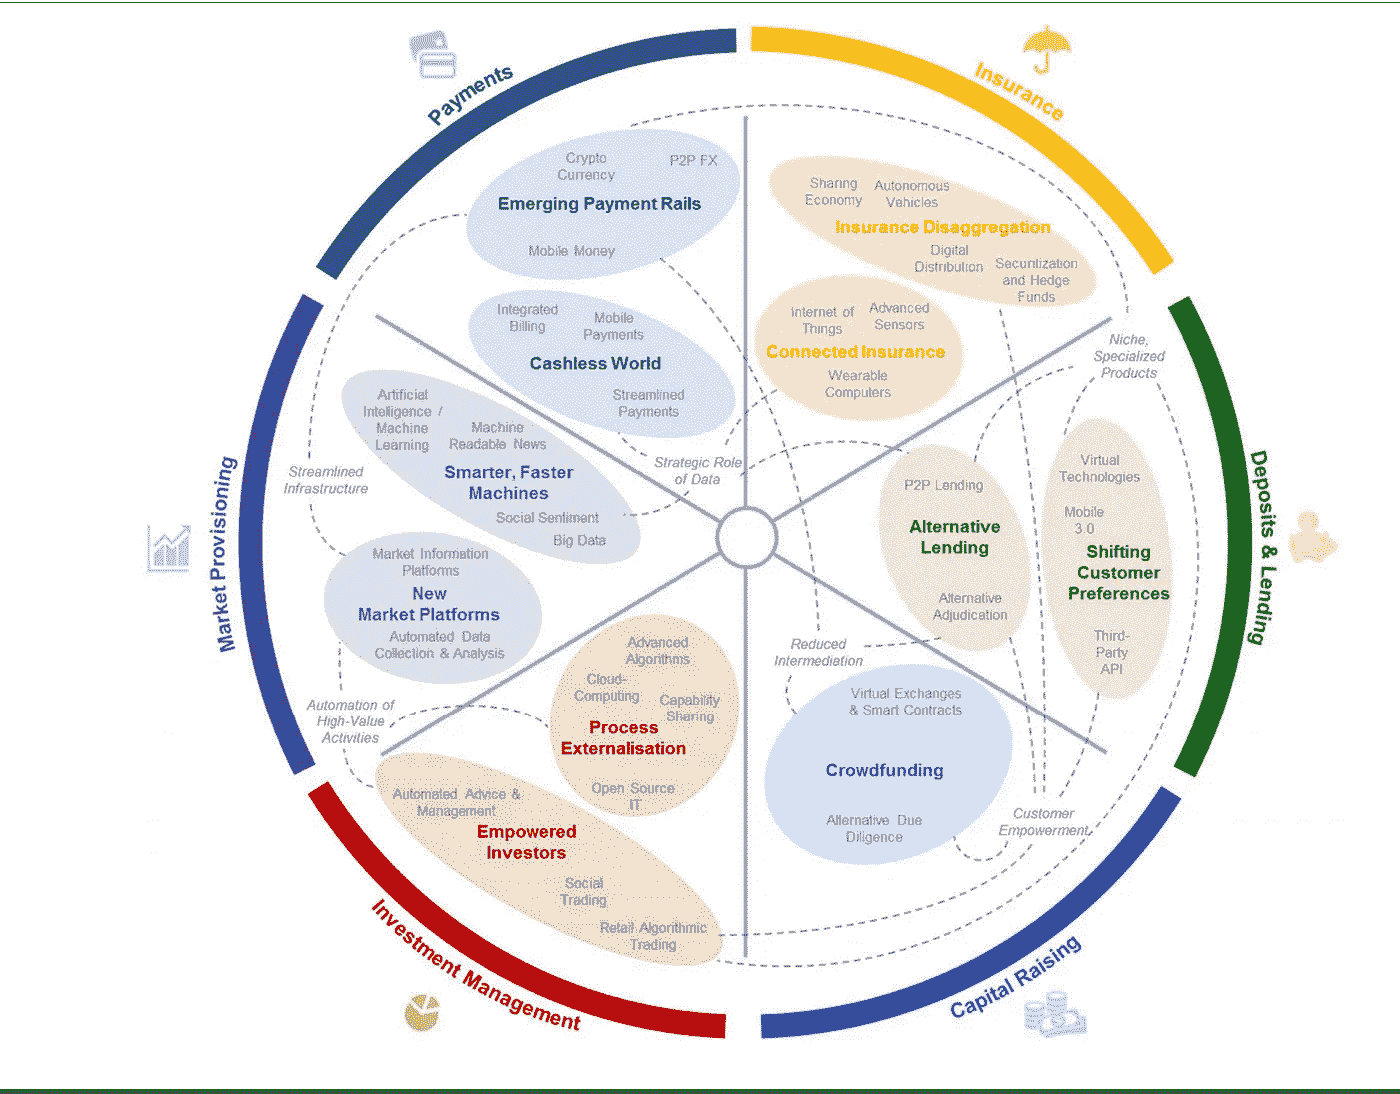 Payments
Insurance
Crypto
Currency
P2P FX
Emerging Payment Rails
Mobile Money
Sharing
Economy
Autonomous
Vehicles
Insurance Disaggregation
Digital
Distribution
Securitization
and Hedge
Funds
Integrated
Billing
Mobile
Payments
Cashless World
Streamlined
Payments
Internet of
Things
Advanced
Sensors
Connected Insurance
Wearable
Computers
Niche,
Specialized
Products
Artificial
Intelligence /
Machine
Learning
Machine
Readable News
Smarter, Faster
Machines
Social Sentiment
Big Data
Streamlined
Infrastructure
Strategic Role
of Data
Market Provisioning
Deposits & Lending
P2P Lending
Alternative
Lending
Alternative
Adjudication
Virtual
Technologies
Mobile
3.0
Shifting
Customer
Preferences
Third-
Party
API
Market Information
Platforms
New
Market Platforms
Automated Data
Collection & Analysis
Automation of
High-Value
Activities
Advanced
Algorithms
Cloud-
Computing
Capability
Sharing
Process
Externalisation
Open Source
IT
Reduced
Intermediation
Virtual Exchanges
& Smart Contracts
Crowdfunding
Alternative Due
Diligence
Customer
Empowerment
Automated Advice &
Management
Empowered
Investors
Social
Trading
Retail Algorithmic
Trading
Investment Management
Capital Raising